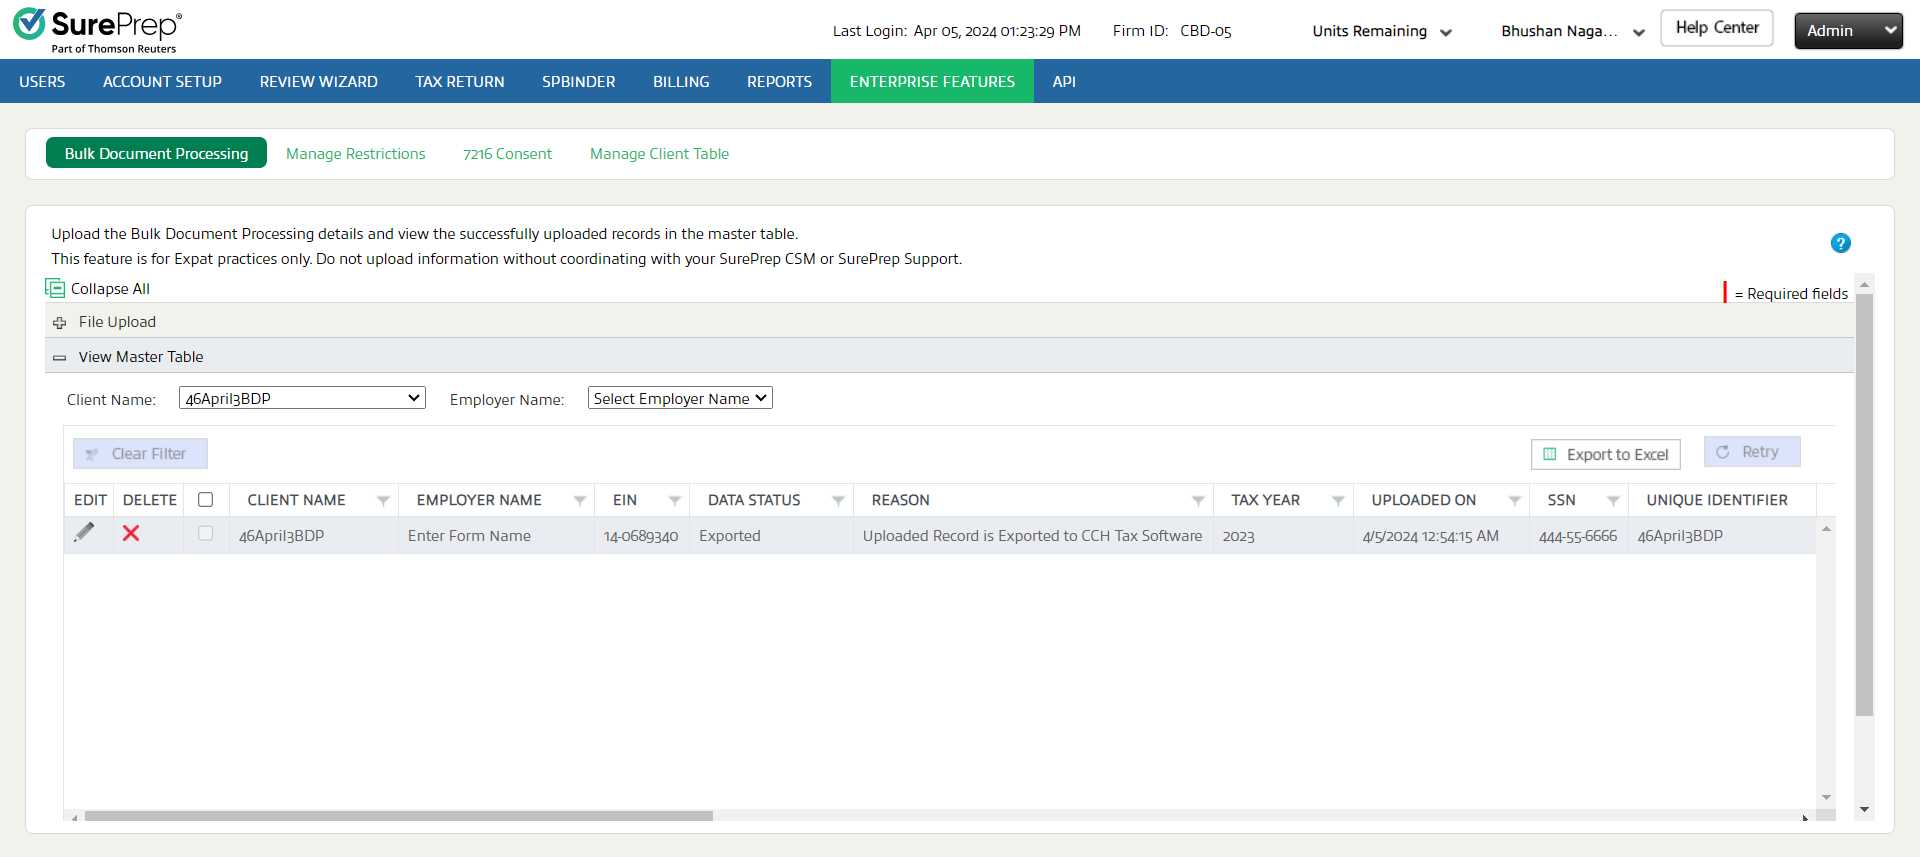 SurePrep®
Part of Thomson Reuters
Last Login: Apr 05, 2024 01:23:29 PM Firm ID: CBD-05 Units Remaining Bhushan Naga... Help Center Admin
USERS ACCOUNT SETUP REVIEW WIZARD TAX RETURN SPBINDER BILLING REPORTS ENTERPRISE FEATURES API
Bulk Document Processing Manage Restrictions 7216 Consent Manage Client Table
Upload the Bulk Document Processing details and view the successfully uploaded records in the master table.
?
This feature is for Expat practices only. Do not upload information without coordinating with your SurePrep CSM or SurePrep Support.
Collapse All
= Required fields
File Upload
View Master Table
Client Name: 46April3BDP Employer Name: Select Employer Name
Clear Filter Export to Excel Retry
EDIT DELETE CLIENT NAME EMPLOYER NAME EIN DATA STATUS REASON TAX YEAR UPLOADED ON SSN UNIQUE IDENTIFIER
46April3BDP Enter Form Name 14-0689340 Exported Uploaded Record is Exported to CCH Tax Software 2023 4/5/2024 12:54:15 AM 444-55-6666 46April3BDP